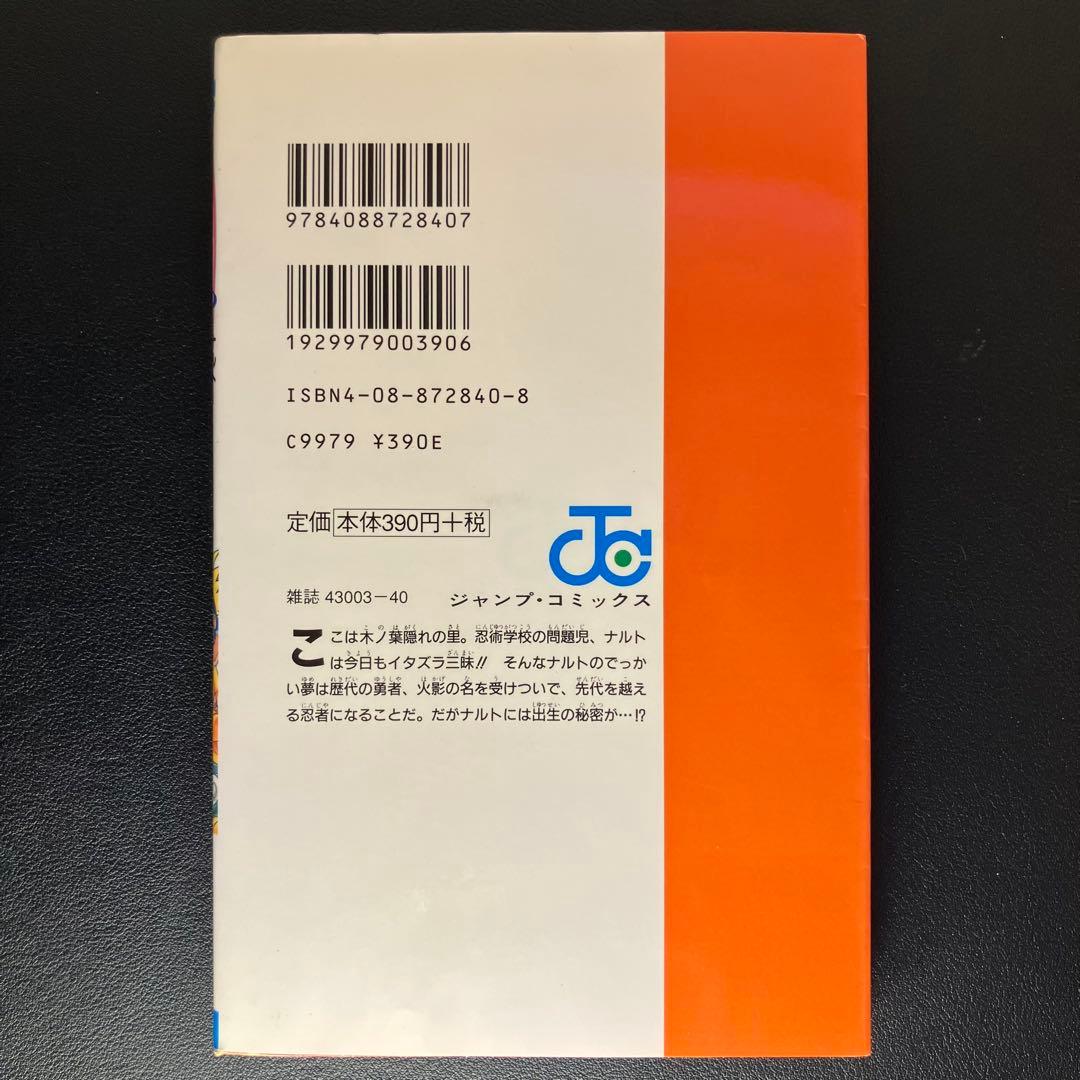 9784088728407
1929979003906
ISBN4-08-872840-8
C9979 ¥390E
定価本体390円+税
JC
雑誌 43003-40
ジャンプ・コミックス
ここは木ノ葉隠れの里。忍術学校の問題児、ナルト
は今日もイタズラ三昧!! そんなナルトのでっか
い夢は歴代の勇者、火影の名を受けついで、先代を越え
る忍者になることだ。だがナルトには出生の秘密が…!?